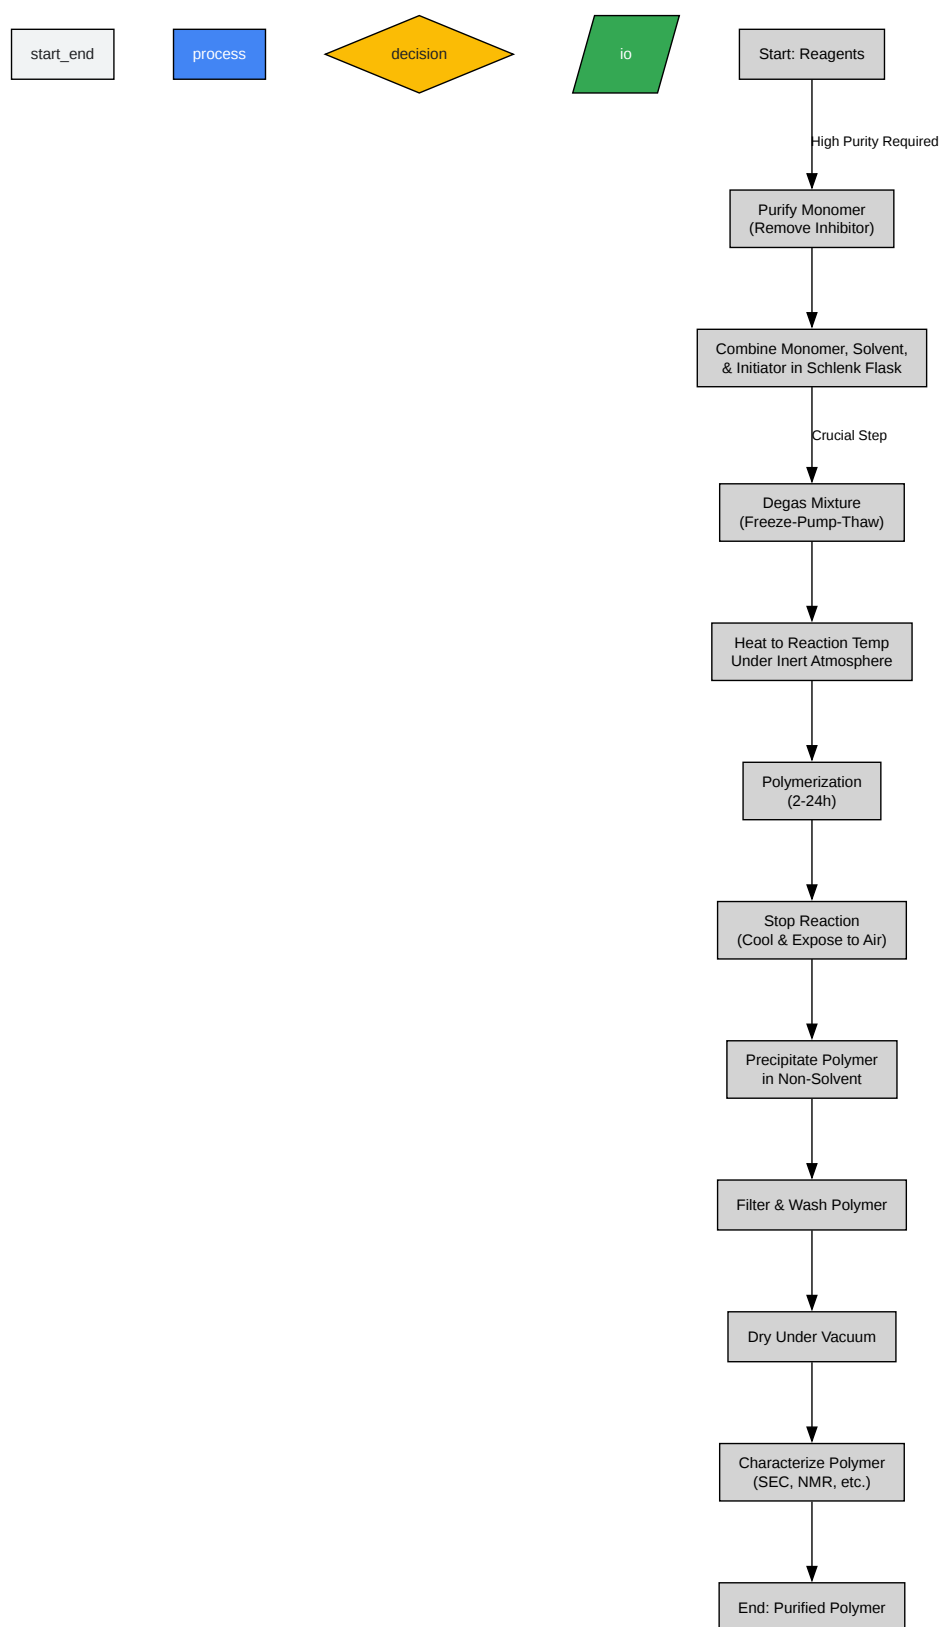 start_end
process
decision
io
Start: Reagents
High Purity Required
Purify Monomer
(Remove Inhibitor)
Combine Monomer, Solvent,
& Initiator in Schlenk Flask
Crucial Step
Degas Mixture
(Freeze-Pump-Thaw)
Heat to Reaction Temp
Under Inert Atmosphere
Polymerization
(2-24h)
Stop Reaction
(Cool & Expose to Air)
Precipitate Polymer
in Non-Solvent
Filter & Wash Polymer
Dry Under Vacuum
Characterize Polymer
(SEC, NMR, etc.)
End: Purified Polymer